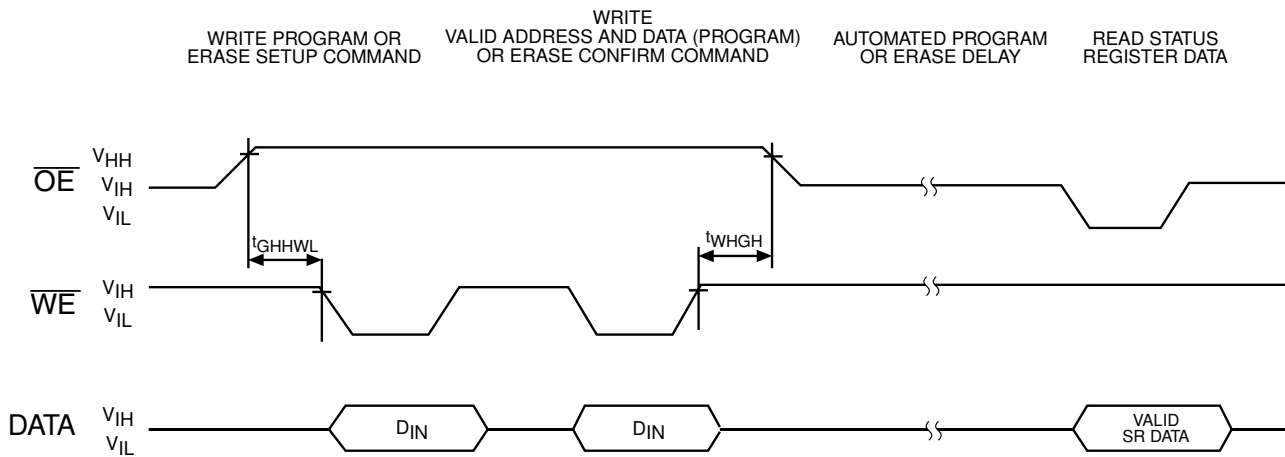 WRITE PROGRAM OR
ERASE SETUP COMMAND
WRITE
VALID ADDRESS AND DATA (PROGRAM)
OR ERASE CONFIRM COMMAND
AUTOMATED PROGRAM
OR ERASE DELAY
READ STATUS
REGISTER DATA
OE
VHH
VIH
VIL
tGHHWL
tWHGH
WE
VIH
VIL
DATA
VIH
VIL
DIN
DIN
VALID
SR DATA